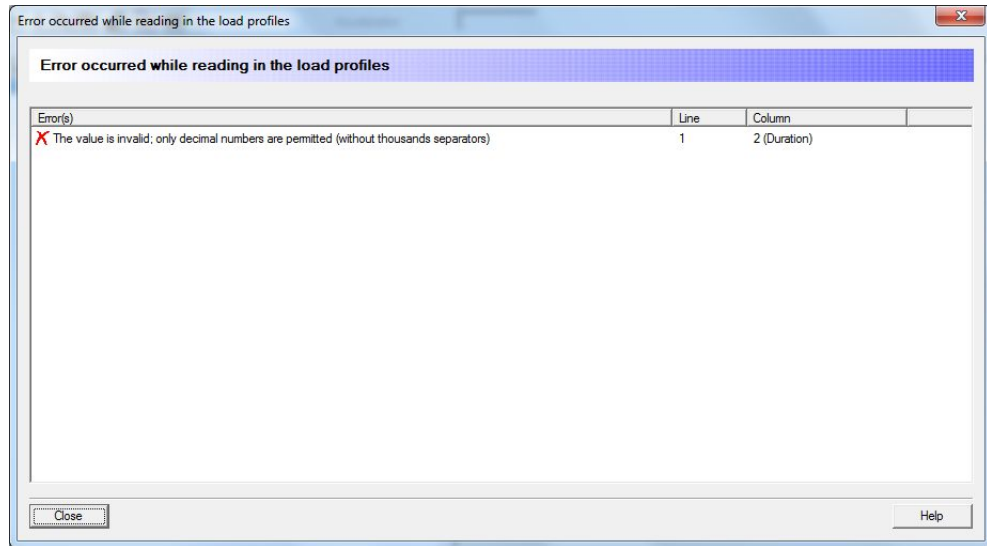 Error occurred while reading in the load profiles
Error occurred while reading in the load profiles
Error(s) Line Column
The value is invalid; only decimal numbers are permitted (without thousands separators) 1 2 (Duration)
Close Help